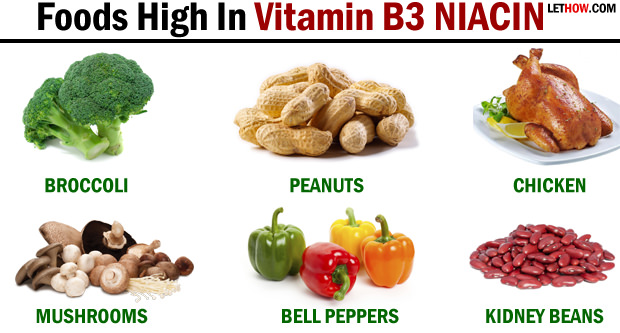 Foods High In Vitamin B3 NIACIN LETHOW.COM
BROCCOLI PEANUTS CHICKEN
MUSHROOMS BELL PEPPERS KIDNEY BEANS